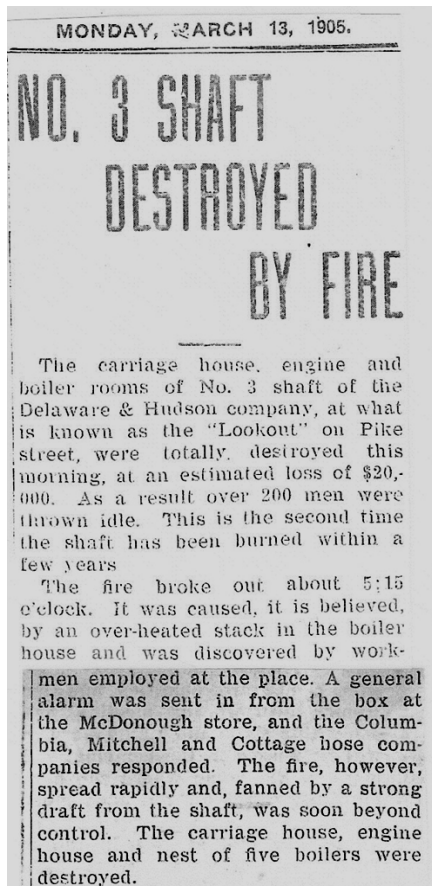 MONDAY, MARCH 13, 1905.
NO. 3 SHAFT
DESTROYED
BY FIRE
The carriage house, engine and
boiler rooms of No. 3 shaft of the
Delaware & Hudson company, at what
is known as the "Lookout" on Pike
street, were totally destroyed this
morning, at an estimated loss of $20,-
000. As a result over 200 men were
thrown idle. This is the second time
the shaft has been burned within a
few years
The fire broke out about 5:15
o'clock. It was caused, it is believed,
by an over-heated stack in the boiler
house and was discovered by work-
men employed at the place. A general
alarm was sent in from the box at
the McDonough store, and the Colum-
bia, Mitchell and Cottage hose com-
panies responded. The fire, however,
spread rapidly and, fanned by a strong
draft from the shaft, was soon beyond
control. The carriage house, engine
house and nest of five boilers were
destroyed.